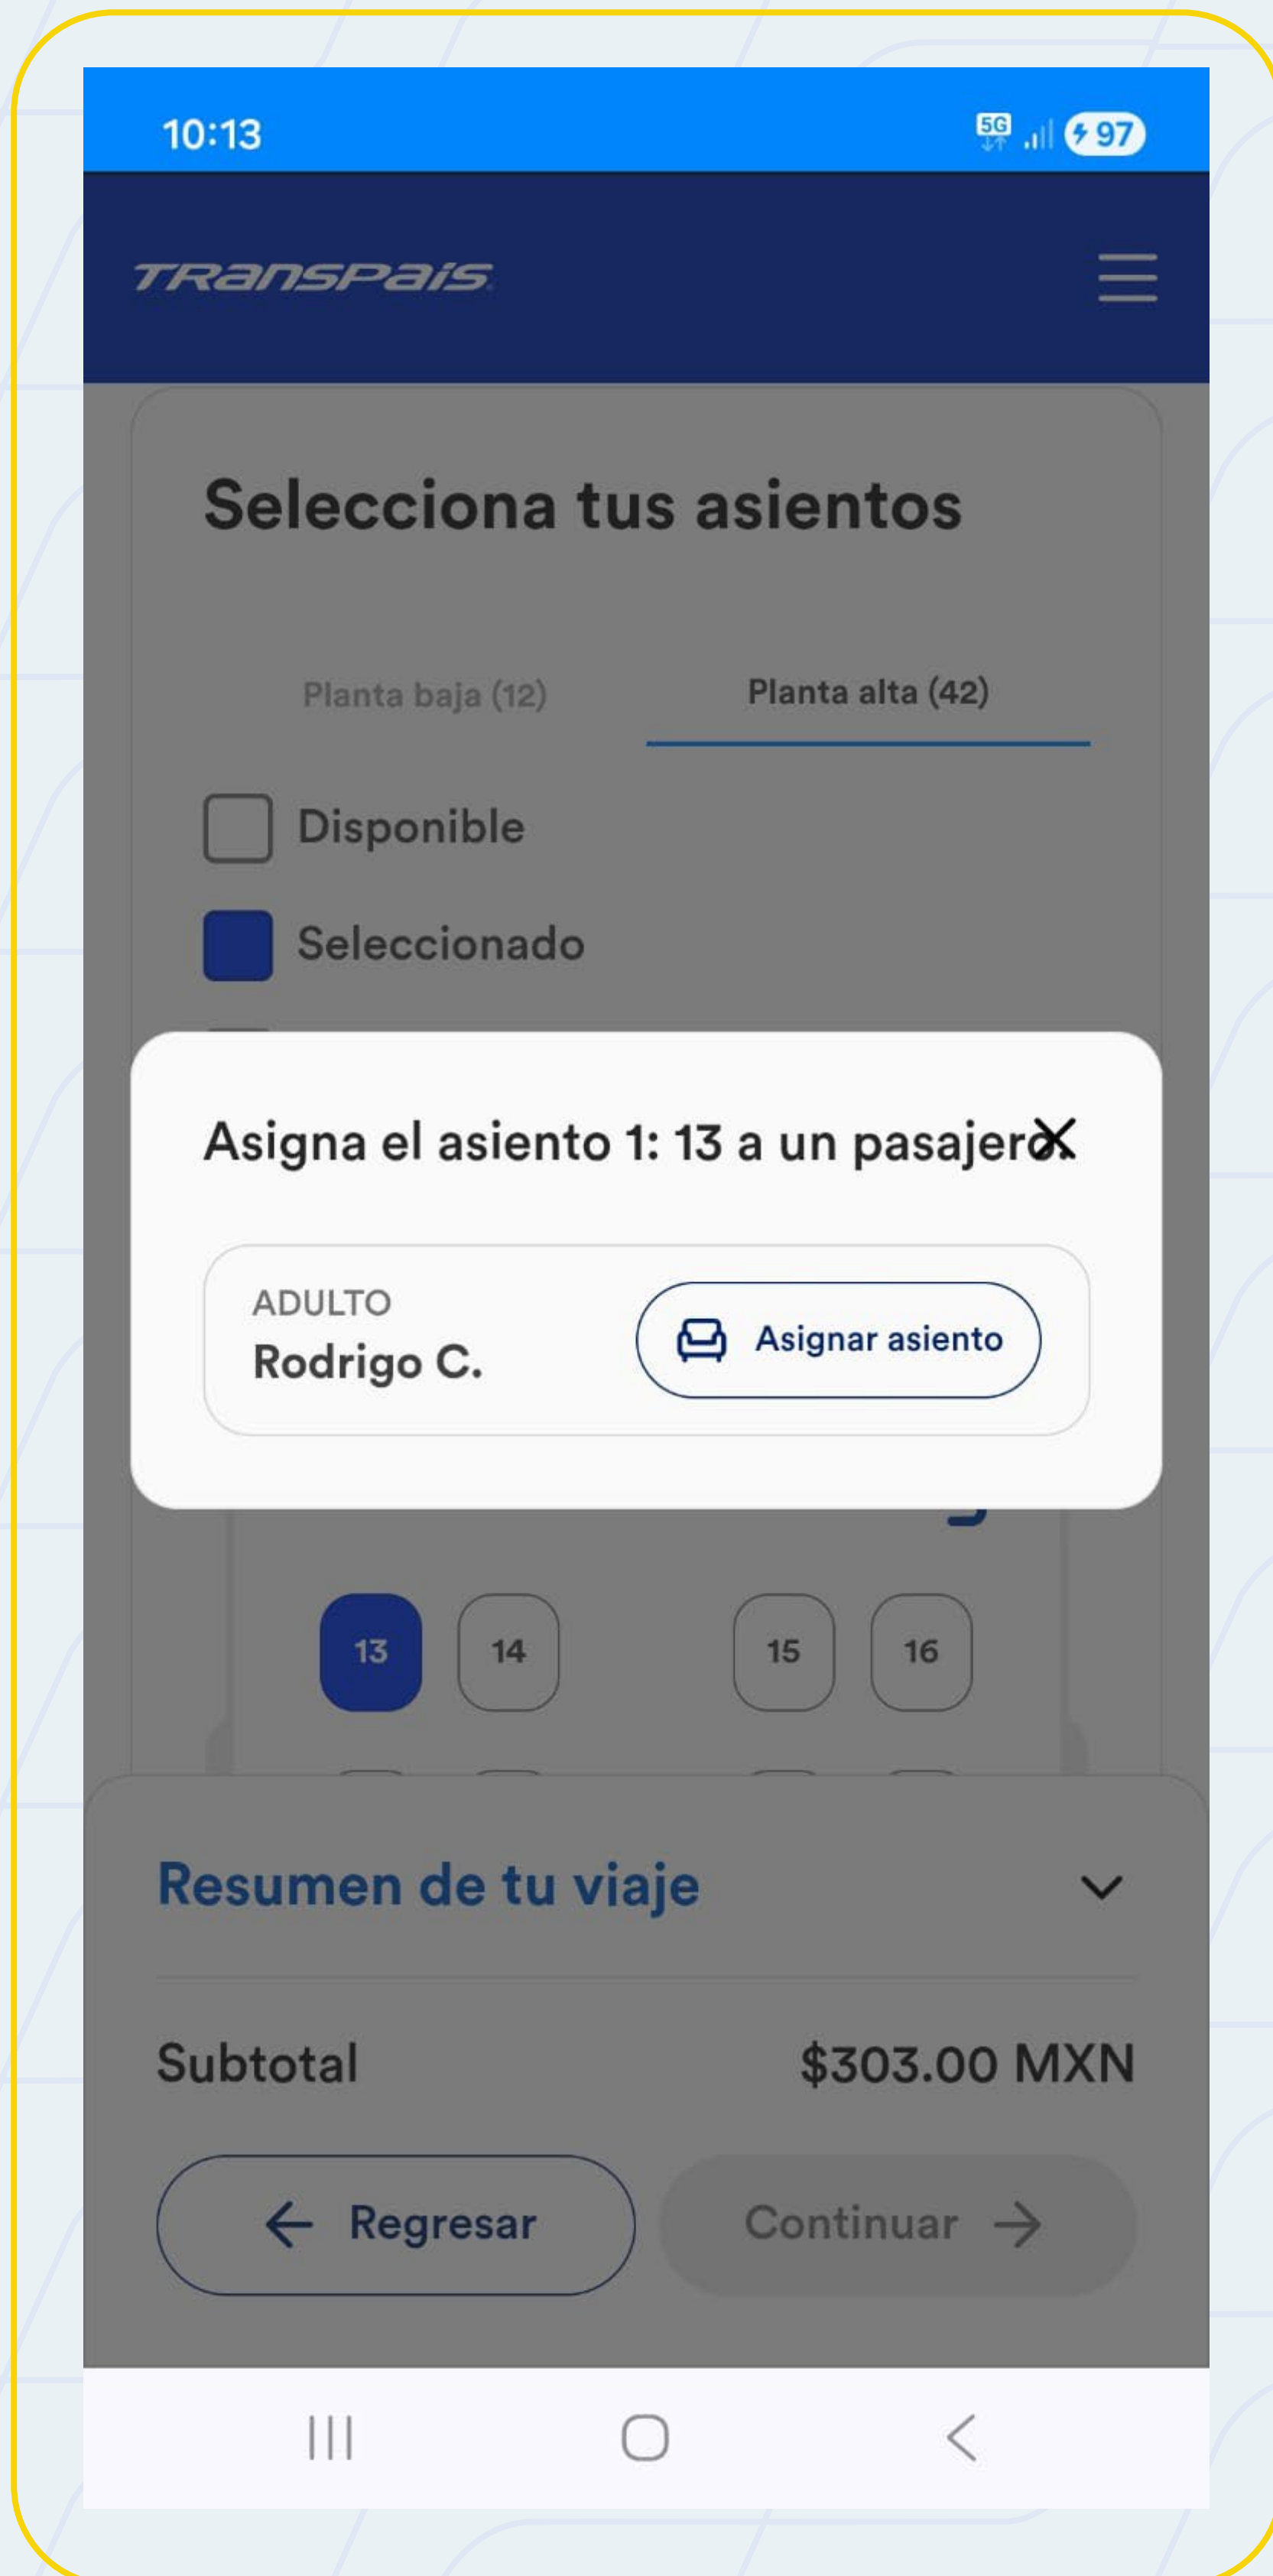 10:13
5G 97
TRANSPAIS
Selecciona tus asientos
Planta baja (12) Planta alta (42)
Disponible
Seleccionado
Asigna el asiento 1: 13 a un pasajero.
ADULTO
Rodrigo C.
Asignar asiento
13 14 15 16
Resumen de tu viaje
Subtotal $303.00 MXN
Regresar Continuar